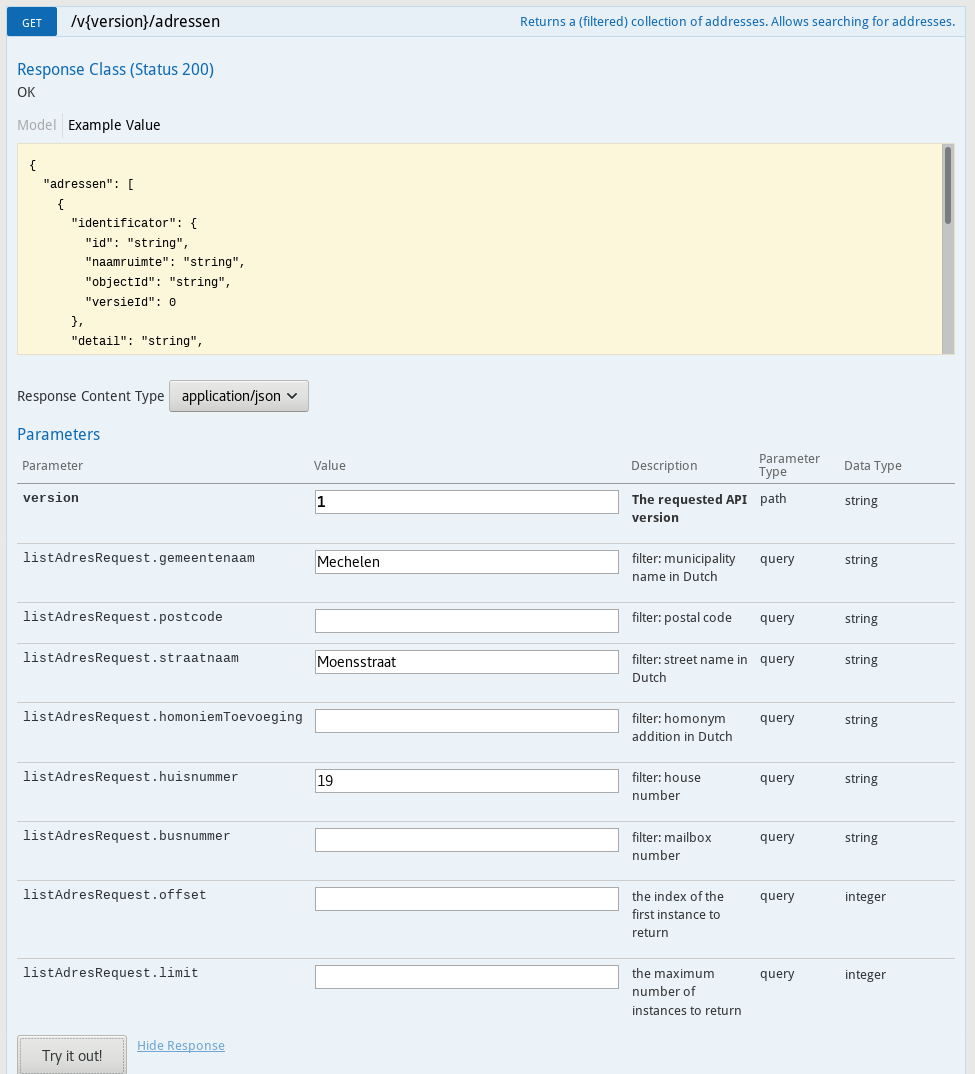 GET /v{version}/adressen Returns a (filtered) collection of addresses. Allows searching for addresses.
Response Class (Status 200)
OK
Model Example Value
{
"adressen": [
{
"identificator": {
"id": "string",
"naamruimte": "string",
"objectId": "string",
"versieId": 0
},
"detail": "string",
Response Content Type application/json
Parameters
Parameter Value Description Parameter Type Data Type
version 1 The requested API version path string
listAdresRequest.gemeentenaam Mechelen filter: municipality name in Dutch query string
listAdresRequest.postcode filter: postal code query string
listAdresRequest.straatnaam Moensstraat filter: street name in Dutch query string
listAdresRequest.homoniemToevoeging filter: homonym addition in Dutch query string
listAdresRequest.huisnummer 19 filter: house number query string
listAdresRequest.busnummer filter: mailbox number query string
listAdresRequest.offset the index of the first instance to return query integer
listAdresRequest.limit the maximum number of instances to return query integer
Try it out! Hide Response